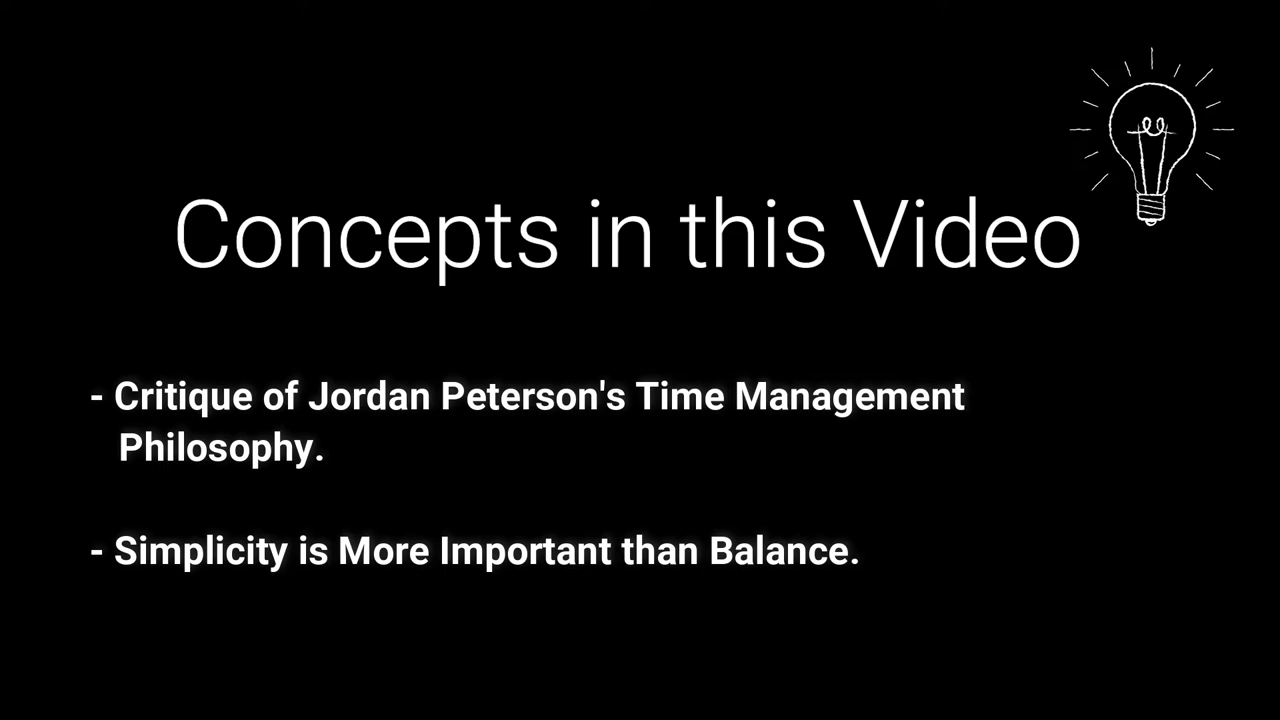 Concepts in this Video
- Critique of Jordan Peterson's Time Management
Philosophy.
- Simplicity is More Important than Balance.